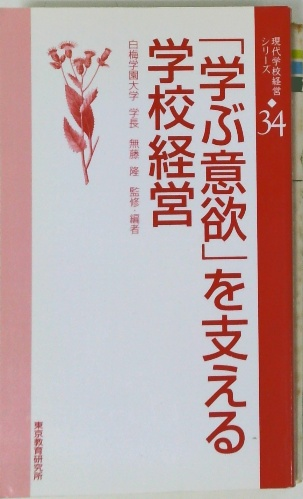 現代学校経営
シリーズ◆34
「学ぶ意欲」を支える
学校経営
白梅学園大学 学長 無藤 隆 監修・編者
東京教育研究所